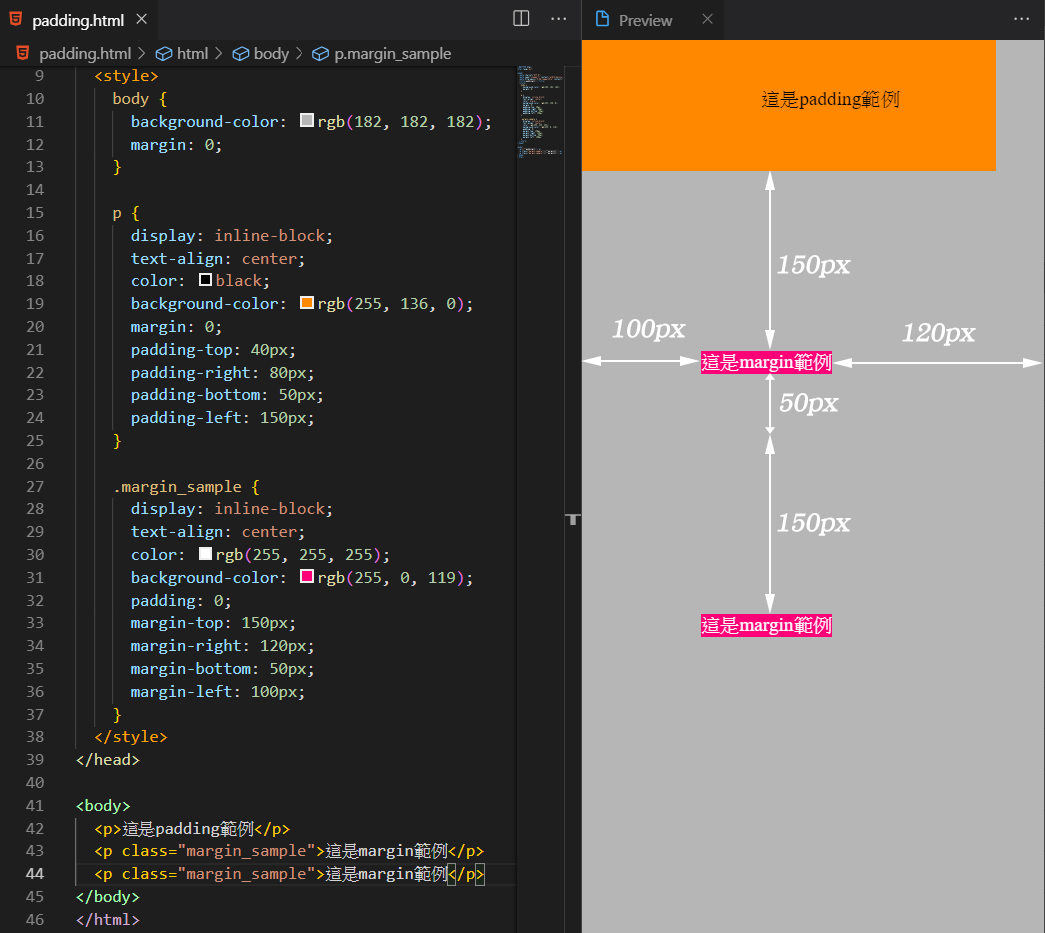 padding.html
padding.html > html > body > p.margin_sample
9 <style>
10 body {
11 background-color: rgb(182, 182, 182);
12 margin: 0;
13 }
14
15 p {
16 display: inline-block;
17 text-align: center;
18 color: black;
19 background-color: rgb(255, 136, 0);
20 margin: 0;
21 padding-top: 40px;
22 padding-right: 80px;
23 padding-bottom: 50px;
24 padding-left: 150px;
25 }
26
27 .margin_sample {
28 display: inline-block;
29 text-align: center;
30 color: rgb(255, 255, 255);
31 background-color: rgb(255, 0, 119);
32 padding: 0;
33 margin-top: 150px;
34 margin-right: 120px;
35 margin-bottom: 50px;
36 margin-left: 100px;
37 }
38 </style>
39 </head>
40
41 <body>
42 <p>這是padding範例</p>
43 <p class="margin_sample">這是margin範例</p>
44 <p class="margin_sample">這是margin範例</p>
45 </body>
46 </html>
Preview
這是padding範例
150px
100px
120px
這是margin範例
50px
150px
這是margin範例